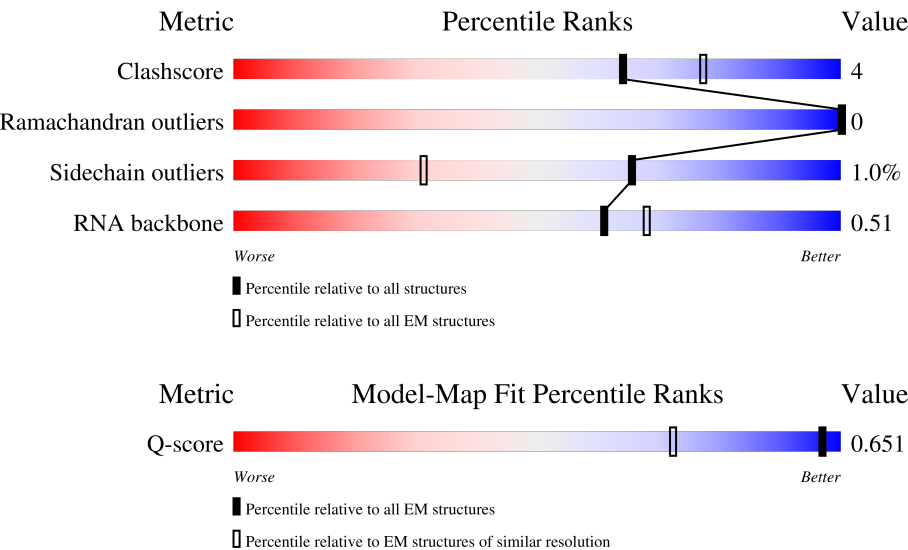 Metric Percentile Ranks Value
Clashscore 4
Ramachandran outliers 0
Sidechain outliers 1.0%
RNA backbone 0.51
Worse Better
Percentile relative to all structures
Percentile relative to all EM structures
Metric Model-Map Fit Percentile Ranks Value
Q-score 0.651
Worse Better
Percentile relative to all EM structures
Percentile relative to EM structures of similar resolution